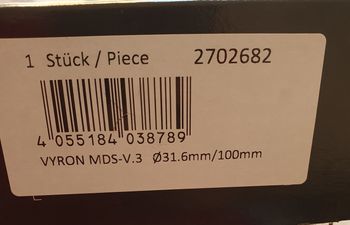 1 Stück / Piece 2702682
4 055184 038789
VYRON MDS-V.3 Ø31.6mm/100mm